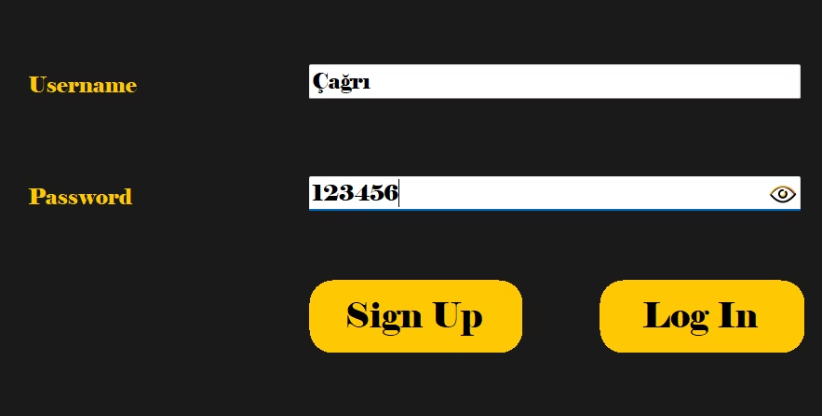 Username
Çağrı
Password
123456
Sign Up
Log In